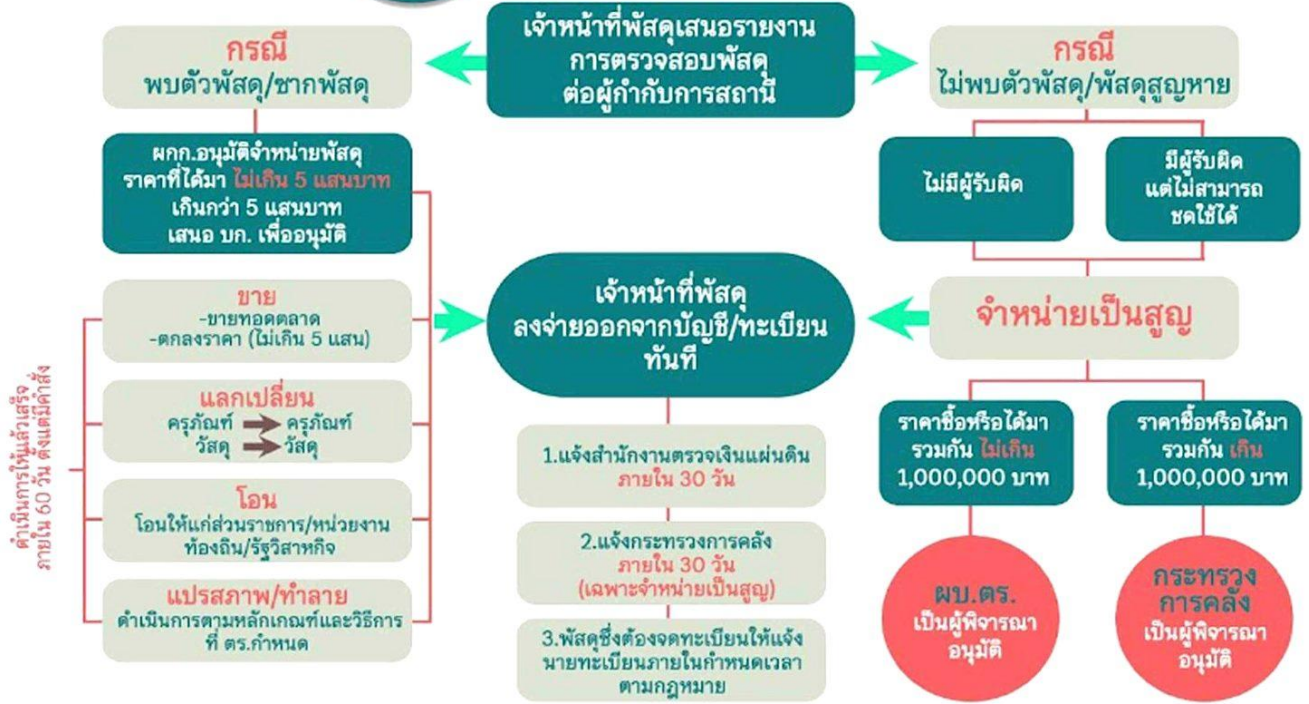 เจ้าหน้าที่พัสดุเสนอรายงาน
การตรวจสอบพัสดุ
ต่อผู้กำกับการสถานี
กรณี
พบตัวพัสดุ/ซากพัสดุ
ผกก.อนุมัติจำหน่ายพัสดุ
ราคาที่ได้มา ไม่เกิน 5 แสนบาท
เกินกว่า 5 แสนบาท
เสนอ บก. เพื่ออนุมัติ
ขาย
-ขายทอดตลาด
-ตกลงราคา (ไม่เกิน 5 แสน)
แลกเปลี่ยน
ครุภัณฑ์ ครุภัณฑ์
วัสดุ วัสดุ
โอน
โอนให้แก่ส่วนราชการ/หน่วยงาน
ท้องถิ่น/รัฐวิสาหกิจ
แปรสภาพ/ทำลาย
ดำเนินการตามหลักเกณฑ์และวิธีการ
ที่ ตร.กำหนด
ดำเนินการให้แล้วเสร็จ
ภายใน 60 วัน ตั้งแต่มีคำสั่ง
เจ้าหน้าที่พัสดุ
ลงจ่ายออกจากบัญชี/ทะเบียน
ทันที
1.แจ้งสำนักงานตรวจเงินแผ่นดิน
ภายใน 30 วัน
2.แจ้งกระทรวงการคลัง
ภายใน 30 วัน
(เฉพาะจำหน่ายเป็นสูญ)
3.พัสดุซึ่งต้องจดทะเบียนให้แจ้ง
นายทะเบียนภายในกำหนดเวลา
ตามกฎหมาย
กรณี
ไม่พบตัวพัสดุ/พัสดุสูญหาย
ไม่มีผู้รับผิด
มีผู้รับผิด
แต่ไม่สามารถ
ชดใช้ได้
จำหน่ายเป็นสูญ
ราคาซื้อหรือได้มา
รวมกัน ไม่เกิน
1,000,000 บาท
ราคาซื้อหรือได้มา
รวมกัน เกิน
1,000,000 บาท
ผบ.ตร.
เป็นผู้พิจารณา
อนุมัติ
กระทรวง
การคลัง
เป็นผู้พิจารณา
อนุมัติ